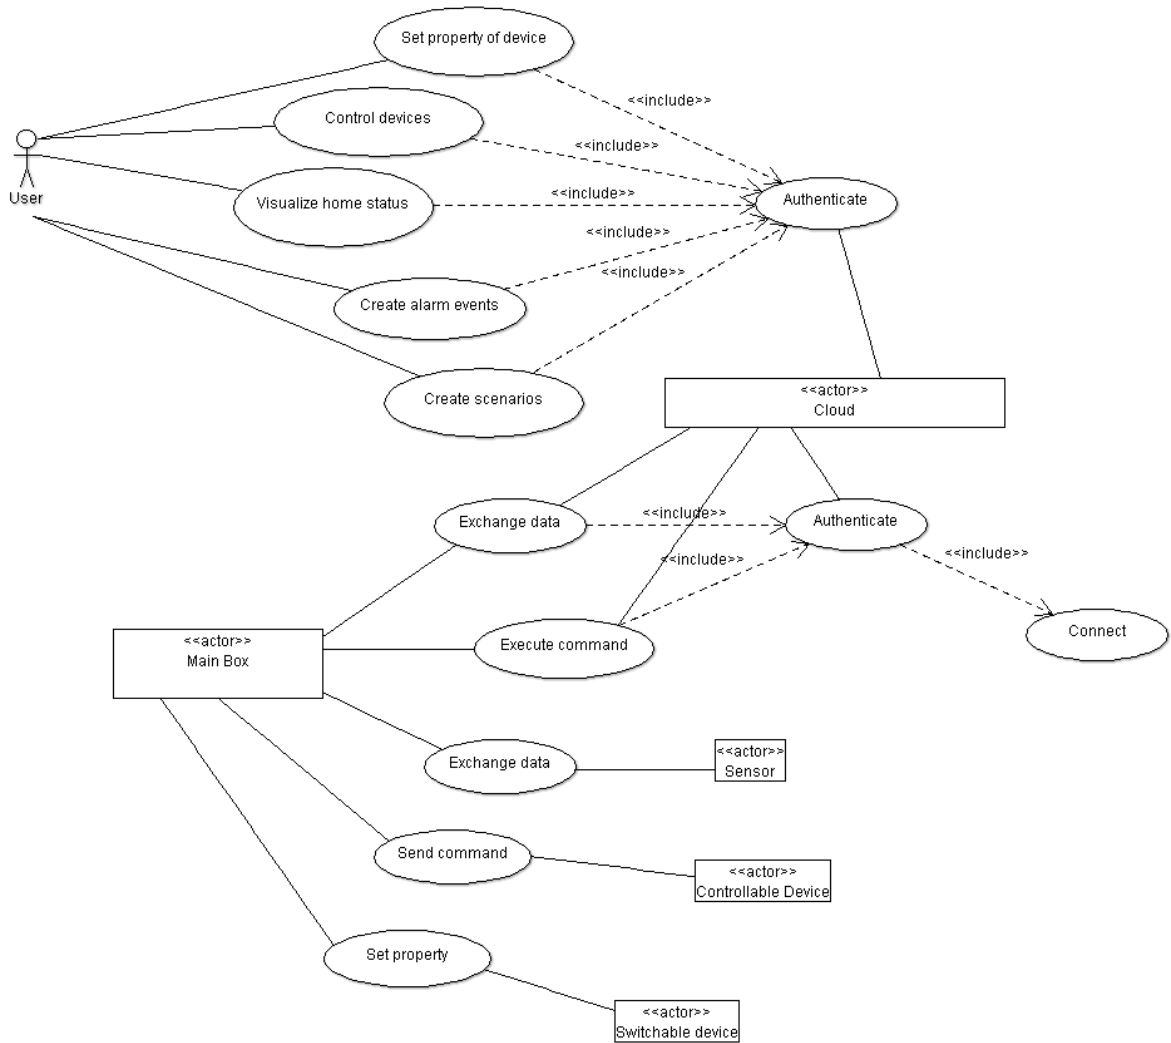 Set property of device
<<include>>
Control devices
<<include>>
User
Visualize home status
<<include>>
Authenticate
<<include>>
<<include>>
Create alarm events
Create scenarios
<<actor>>
Cloud
Exchange data
<<include>>
Authenticate
<<include>>
<<include>>
Connect
<<actor>>
Main Box
Execute command
Exchange data
<<actor>>
Sensor
Send command
<<actor>>
Controllable Device
Set property
<<actor>>
Switchable device